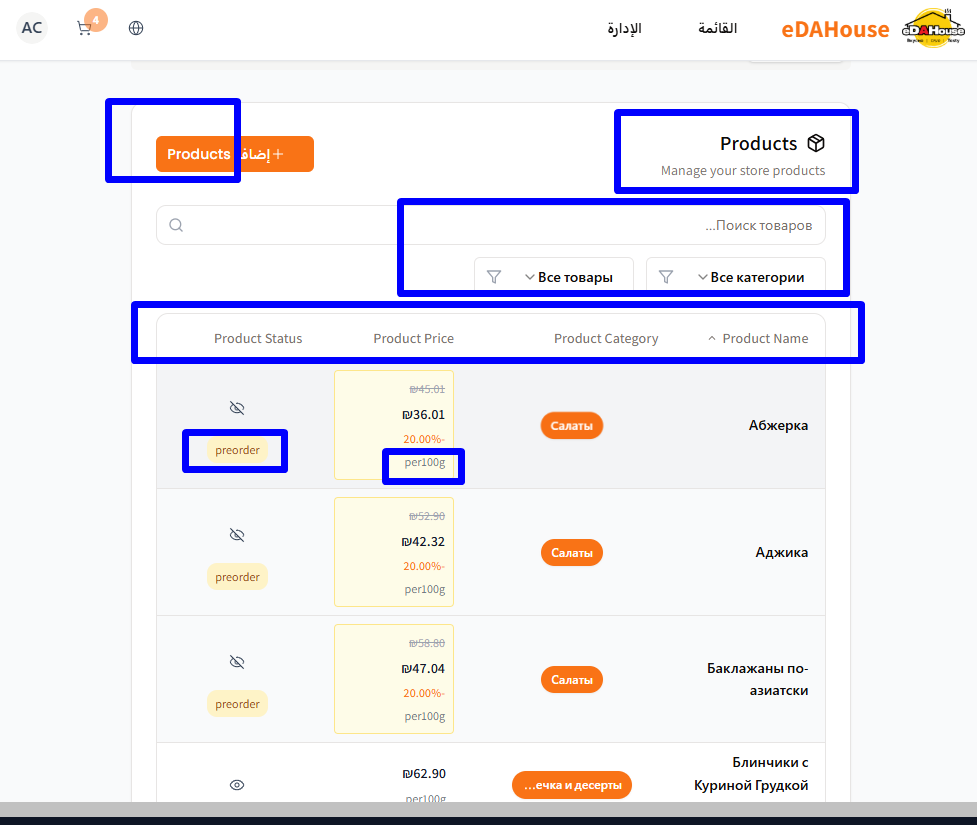 AC
4
الإدارة
القائمة
eDAHouse
eDAHouse
Products
+ إضافة
Products
Manage your store products
Поиск товаров...
Все товары
Все категории
Product Status
Product Price
Product Category
Product Name
₪45.01
₪36.01
20.00%-
per100g
preorder
Салаты
Абжерка
₪52.90
₪42.32
20.00%-
per100g
preorder
Салаты
Аджика
₪58.80
₪47.04
20.00%-
per100g
preorder
Салаты
Баклажаны по-
азиатски
₪62.90
per100g
...ечка и десерты
Блинчики с
Куриной Грудкой